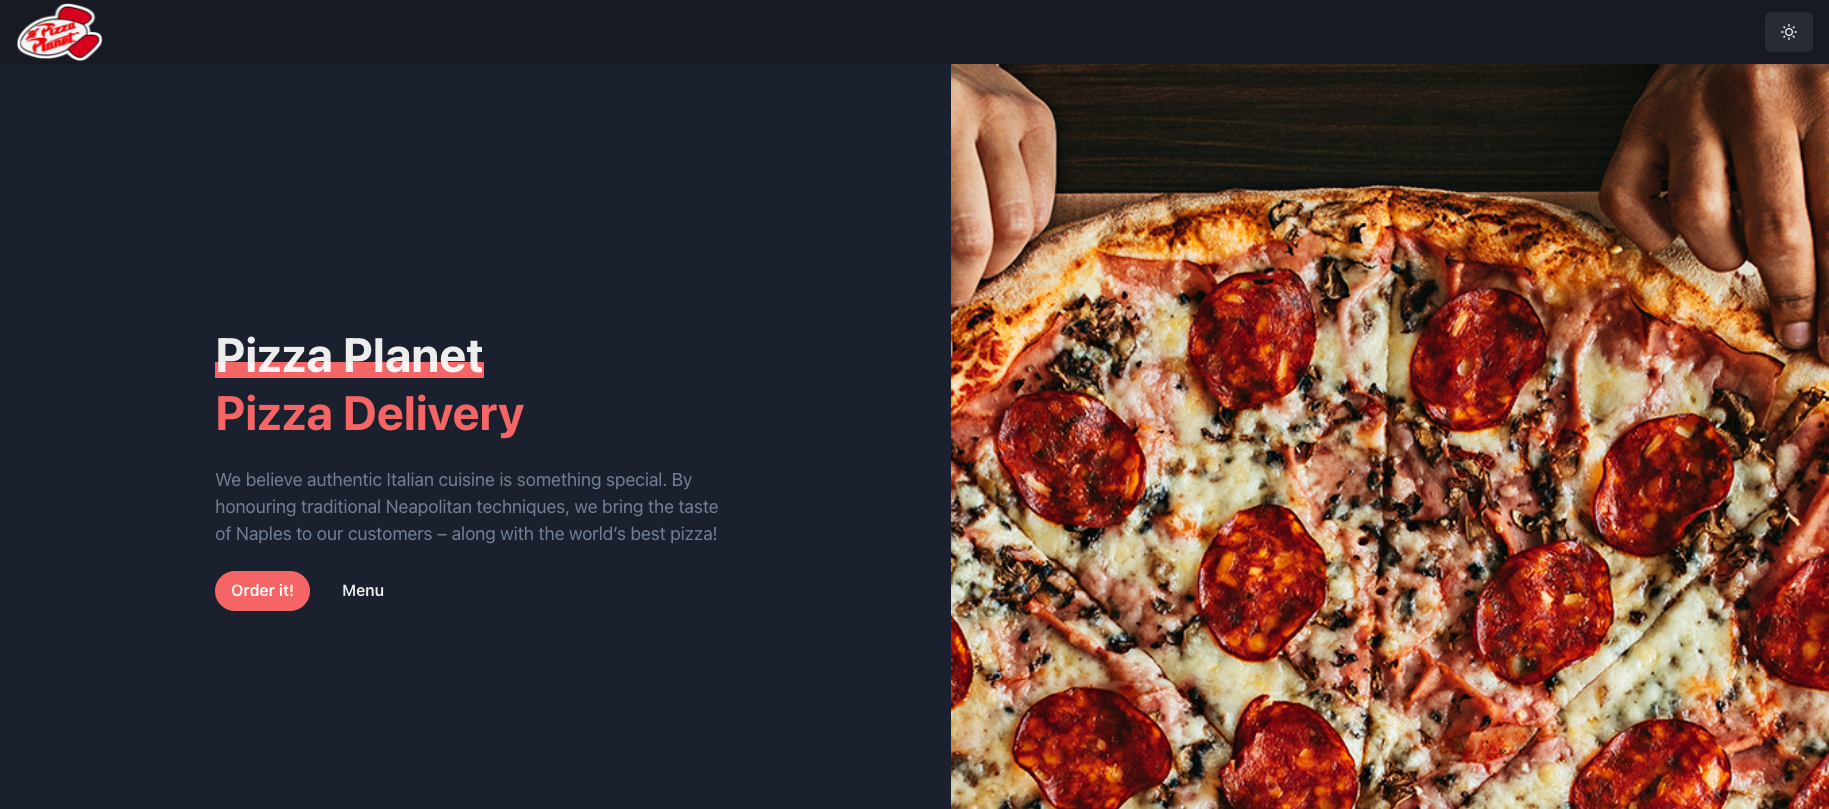 Pizza
Planet
Pizza Planet
Pizza Delivery
We believe authentic Italian cuisine is something special. By
honouring traditional Neapolitan techniques, we bring the taste
of Naples to our customers – along with the world’s best pizza!
Order it!
Menu